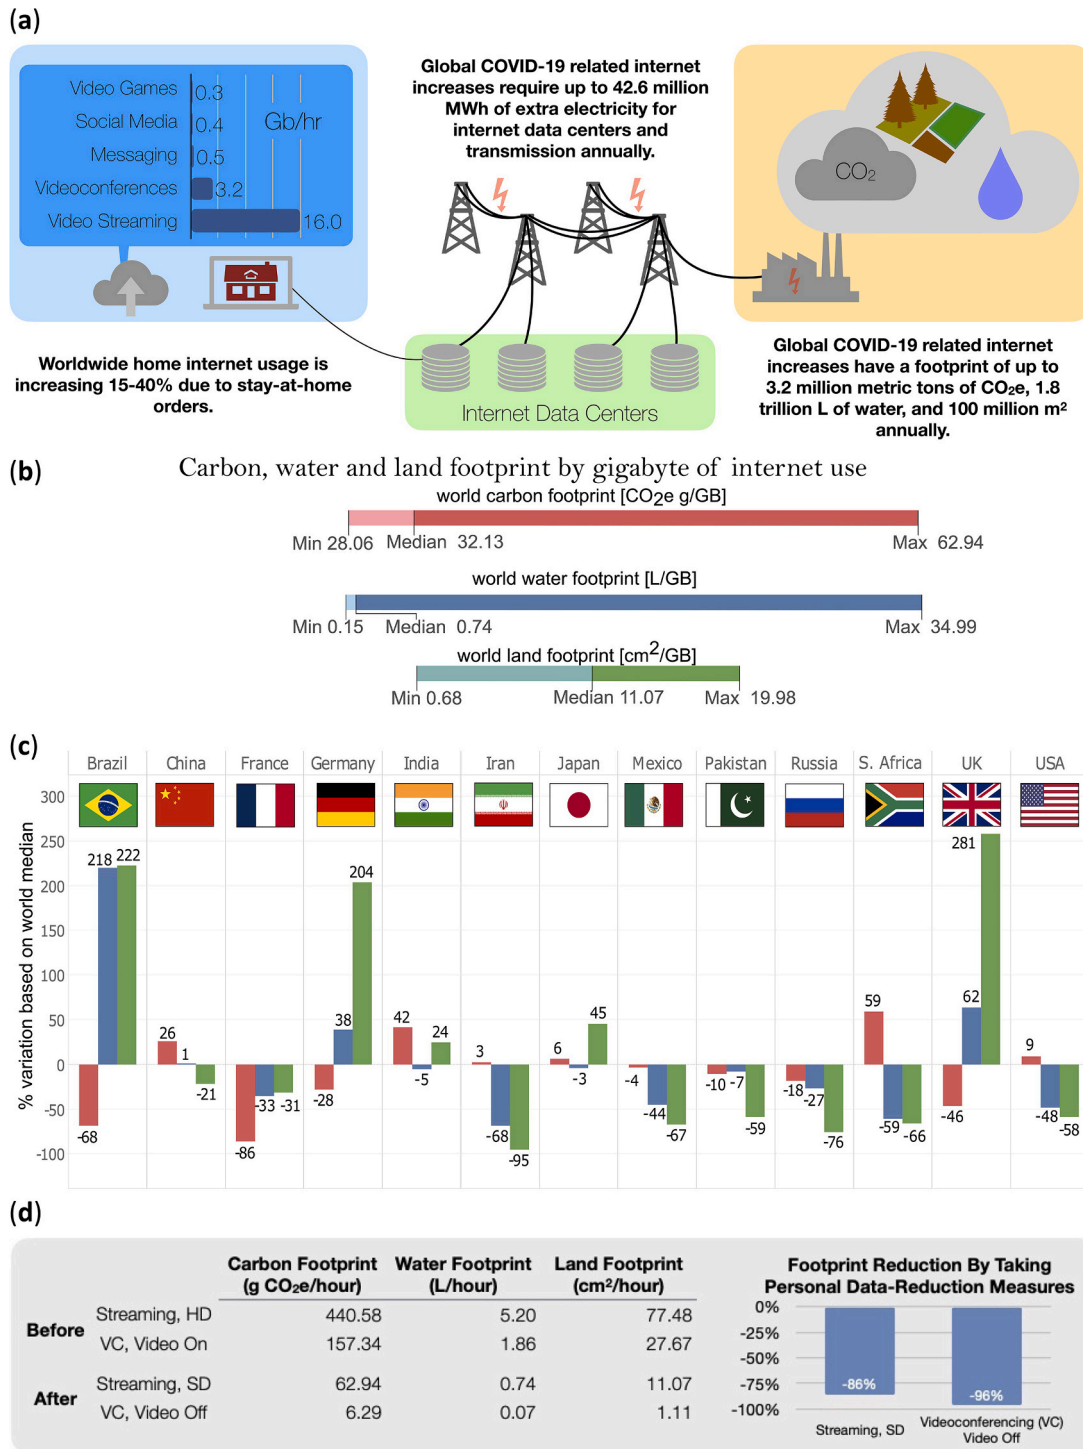 (a)
Video Games 0.3
Social Media 0.4
Messaging 0.5
Videoconferences 3.2
Video Streaming 16.0
Gb/hr
Worldwide home internet usage is
increasing 15-40% due to stay-at-home
orders.
Global COVID-19 related internet
increases require up to 42.6 million
MWh of extra electricity for
internet data centers and
transmission annually.
Internet Data Centers
CO₂
Global COVID-19 related internet
increases have a footprint of up to
3.2 million metric tons of CO₂e, 1.8
trillion L of water, and 100 million m²
annually.
(b)
Carbon, water and land footprint by gigabyte of internet use
world carbon footprint [CO₂e g/GB]
Min 28.06 Median 32.13 Max 62.94
world water footprint [L/GB]
Min 0.15 Median 0.74 Max 34.99
world land footprint [cm²/GB]
Min 0.68 Median 11.07 Max 19.98
(c)
Brazil China France Germany India Iran Japan Mexico Pakistan Russia S. Africa UK USA
% variation based on world median
300
250
200
150
100
50
0
-50
-100
-68 218 222
26 1 -21
-86 -33 -31
-28 38 204
42 -5 24
3 -68 -95
6 -3 45
-4 -44 -67
-10 -7 -59
-18 -27 -76
59 -59 -66
-46 62 281
9 -48 -58
(d)
Carbon Footprint Water Footprint Land Footprint
(g CO₂e/hour) (L/hour) (cm²/hour)
Before
Streaming, HD 440.58 5.20 77.48
VC, Video On 157.34 1.86 27.67
After
Streaming, SD 62.94 0.74 11.07
VC, Video Off 6.29 0.07 1.11
Footprint Reduction By Taking
Personal Data-Reduction Measures
0%
-25%
-50%
-75%
-100%
-86%
-96%
Streaming, SD
Videoconferencing (VC)
Video Off